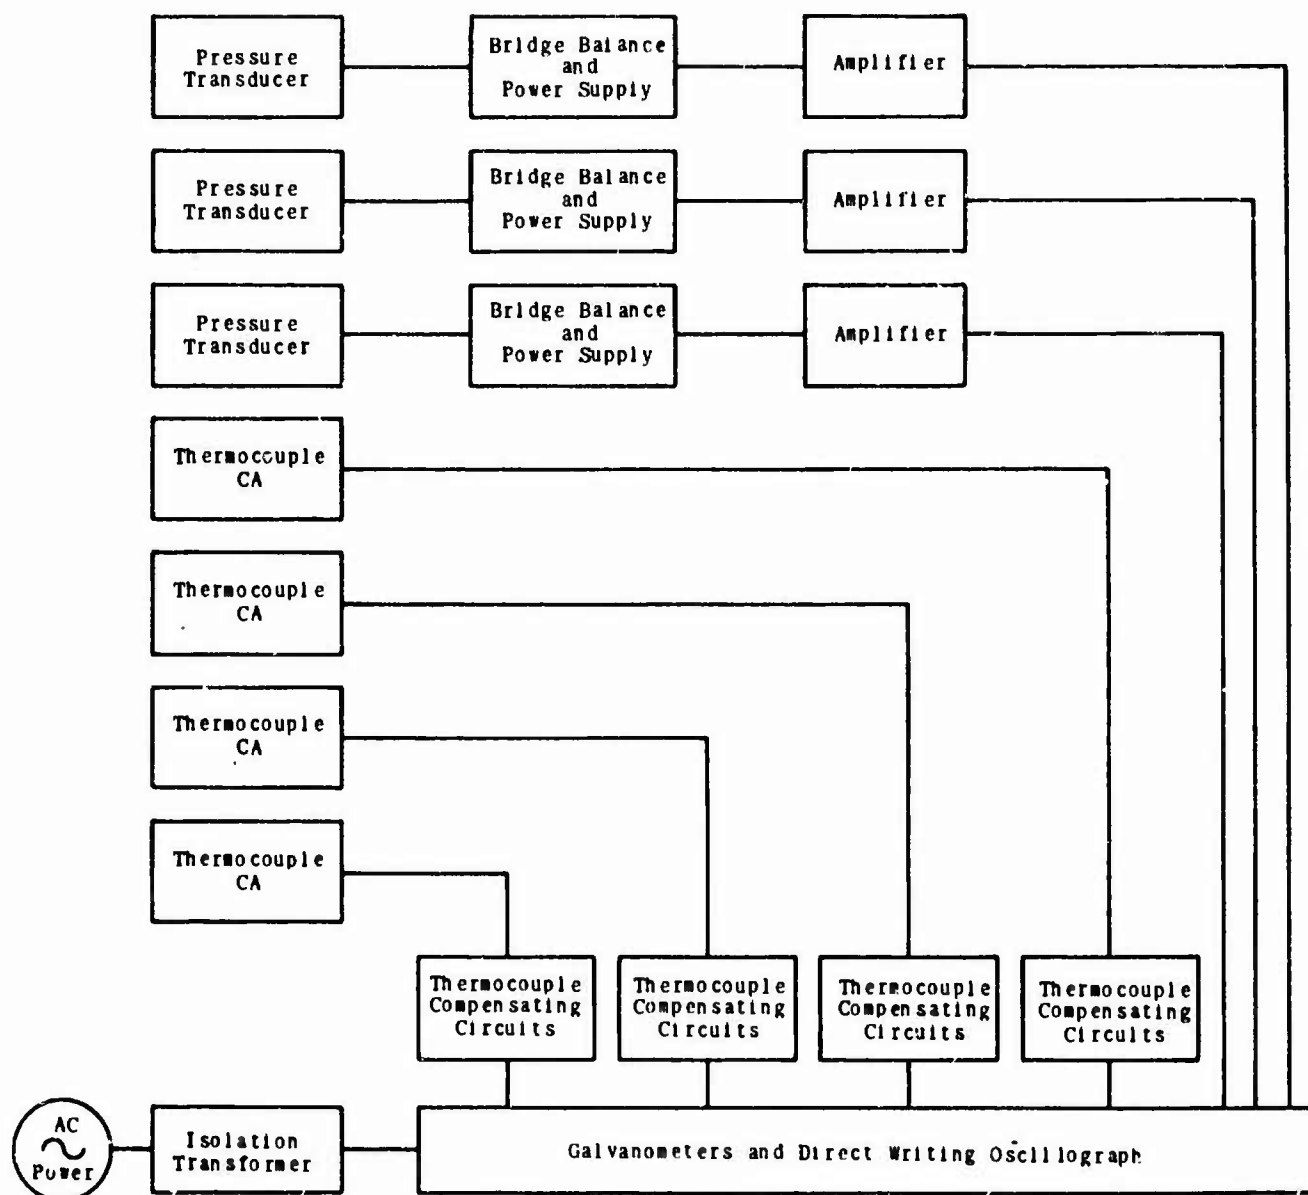 Pressure
Transducer
Bridge Balance
and
Power Supply
Amplifier
Pressure
Transducer
Bridge Balance
and
Power Supply
Amplifier
Pressure
Transducer
Bridge Balance
and
Power Supply
Amplifier
Thermocouple
CA
Thermocouple
CA
Thermocouple
CA
Thermocouple
CA
Thermocouple
Compensating
Circuits
Thermocouple
Compensating
Circuits
Thermocouple
Compensating
Circuits
Thermocouple
Compensating
Circuits
AC
Power
Isolation
Transformer
Galvanometers and Direct Writing Oscillograph